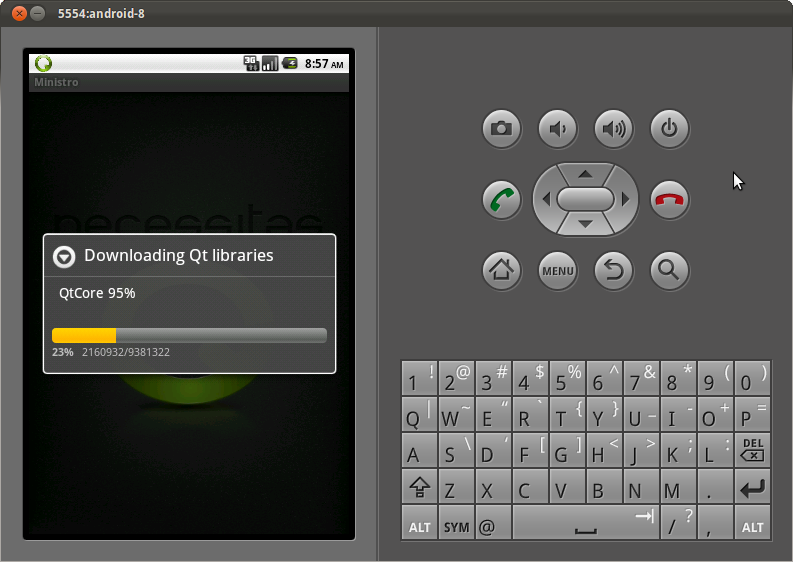 5554:android-8
3G 8:57 AM
Ministro
necessitas
Downloading Qt libraries
QtCore 95%
23% 2160932/9381322
MENU
1 ! 2 @ 3 # 4 $ 5 % 6 ^ 7 & 8 * 9 ( 0 )
Q | W ~ E “ R ` T { Y } U _ I - O + P =
A S \ D ‘ F [ G ] H < J > K ; L : DEL
Z X C V B N M .
ALT SYM @ / ? , ALT